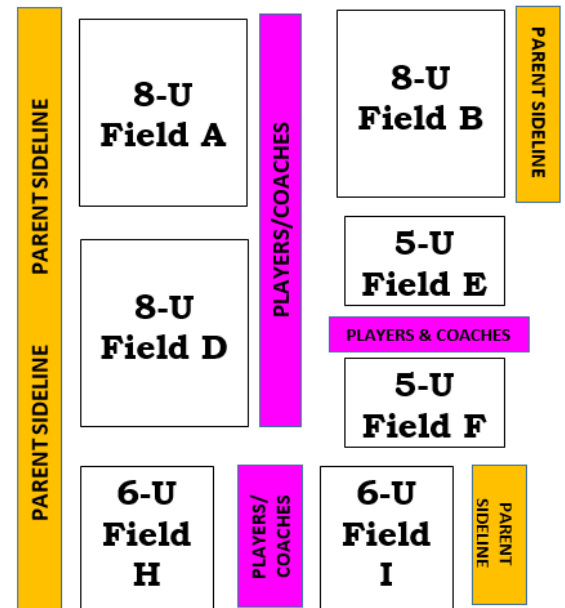 PARENT SIDELINE
8-U
Field A
PLAYERS/COACHES
8-U
Field B
PARENT SIDELINE
5-U
Field E
8-U
Field D
PLAYERS & COACHES
PARENT SIDELINE
5-U
Field F
6-U
Field
H
PLAYERS/
COACHES
6-U
Field
I
PARENT
SIDELINE